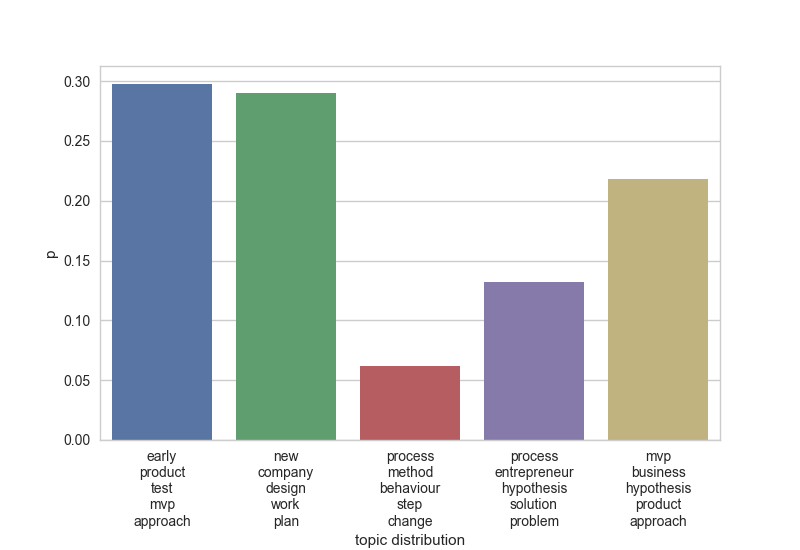 0.30
0.25
0.20
0.15
0.10
0.05
0.00
p
early
product
test
mvp
approach
new
company
design
work
plan
process
method
behaviour
step
change
process
entrepreneur
hypothesis
solution
problem
mvp
business
hypothesis
product
approach
topic distribution